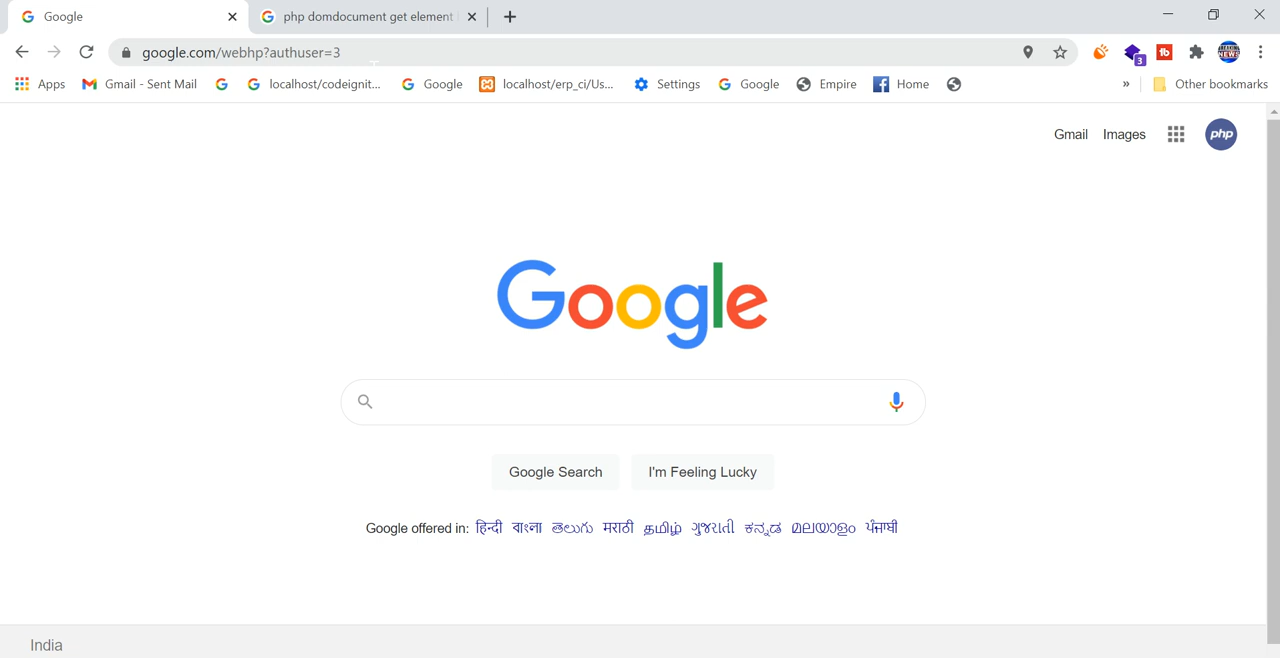 Google
php domdocument get element
google.com/webhp?authuser=3
Apps
Gmail - Sent Mail
localhost/codeignit...
Google
localhost/erp_ci/Us...
Settings
Google
Empire
Home
»
Other bookmarks
3
Gmail
Images
php
Google
Google Search
I'm Feeling Lucky
Google offered in: हिन्दी বাংলা తెలుగు मराठी தமிழ் ગુજરાતી ಕನ್ನಡ മലയാളം ਪੰਜਾਬੀ
India